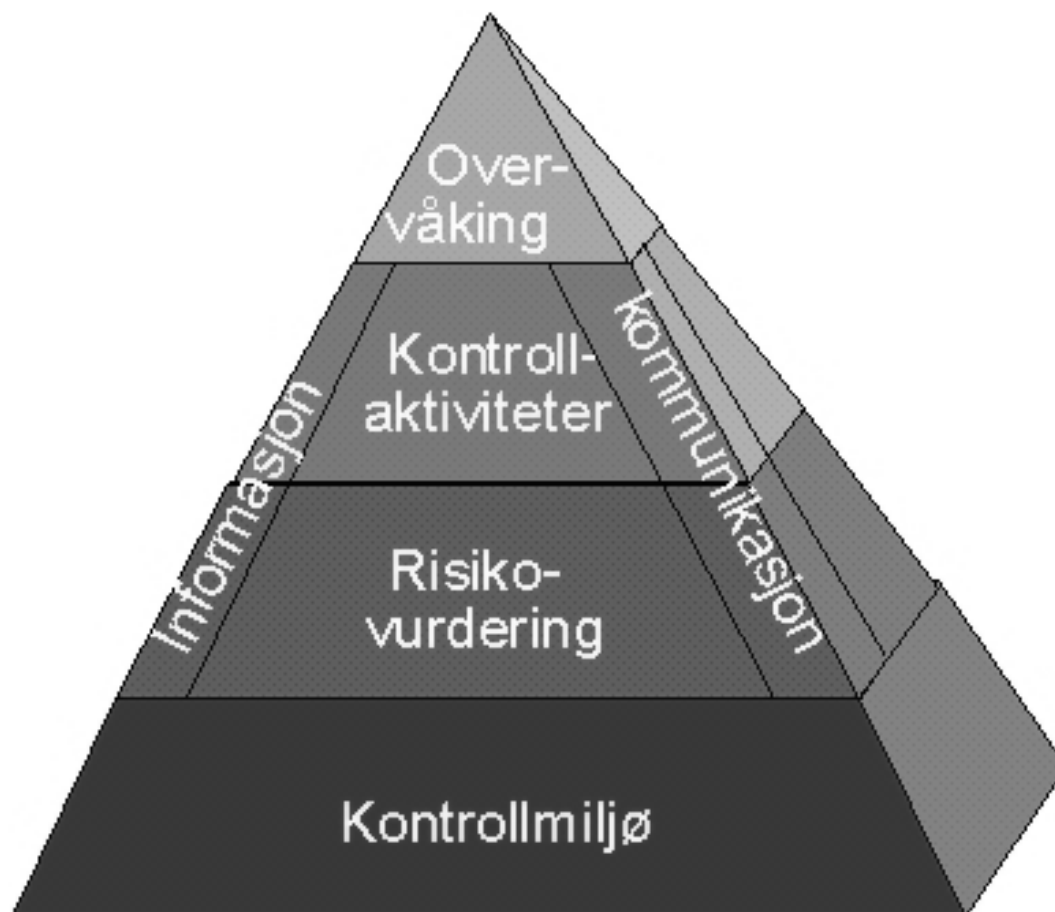 Over-
våking
Kontroll-
aktiviteter
Informasjon
kommunikasjon
Risiko-
vurdering
Kontrollmiljø